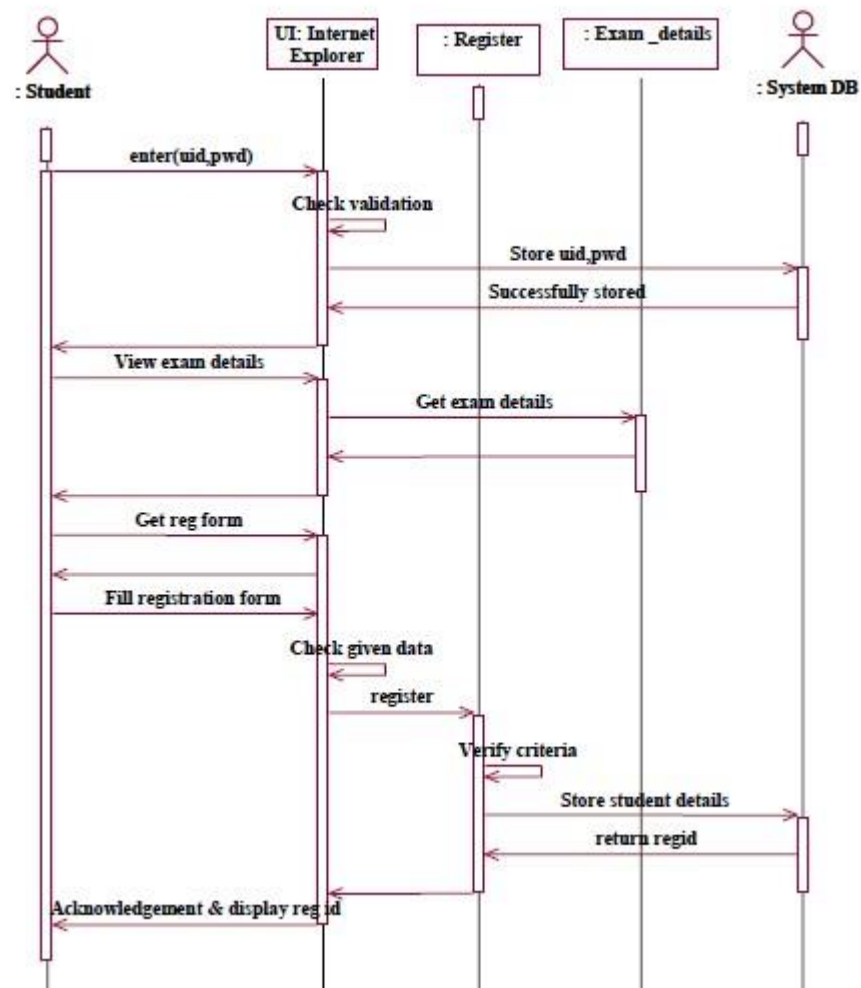 UI: Internet
Explorer
: Register
: Exam_details
: Student
: System DB
enter(uid,pwd)
Check validation
Store uid,pwd
Successfully stored
View exam details
Get exam details
Get reg form
Fill registration form
Check given data
register
Verify criteria
Store student details
return regid
Acknowledgement & display reg id